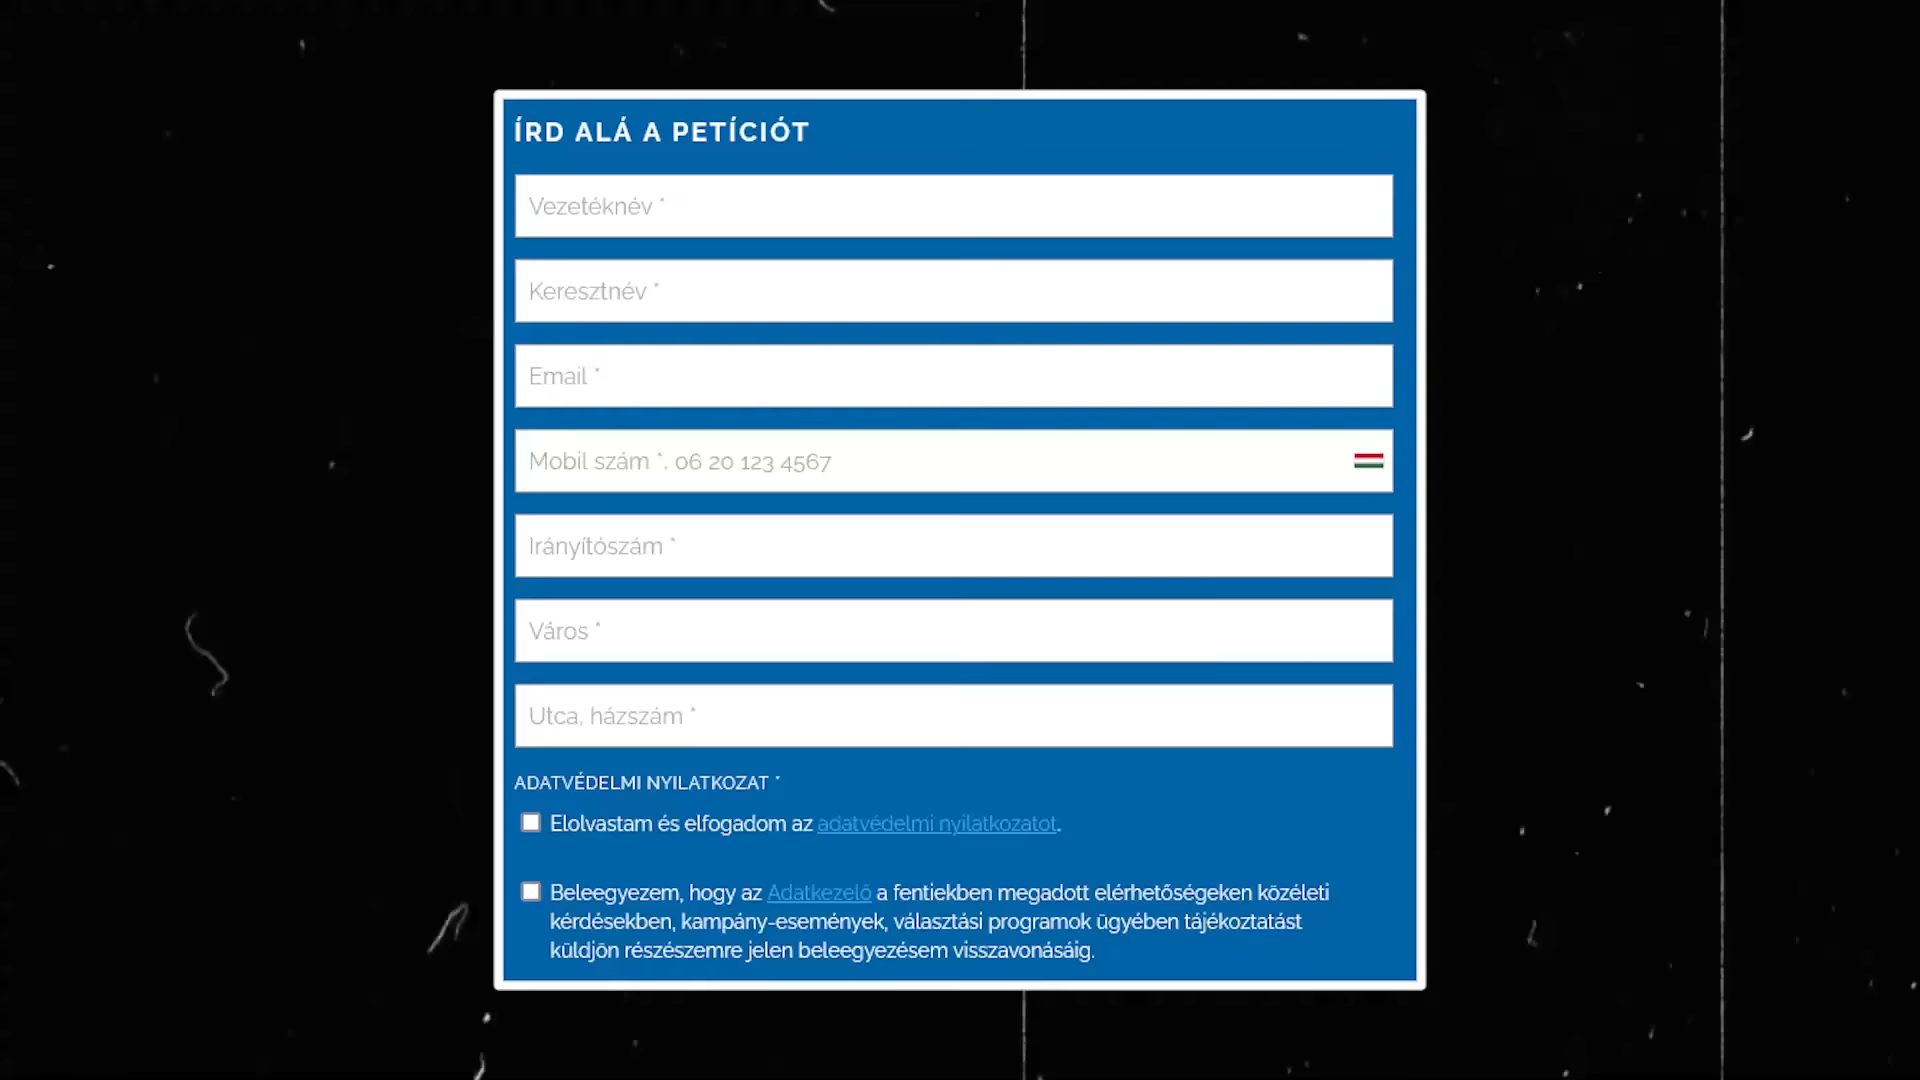 ÍRD ALÁ A PETÍCIÓT
Vezetéknév *
Keresztnév *
Email *
Mobil szám *, 06 20 123 4567
Irányítószám *
Város *
Utca, házszám *
ADATVÉDELMI NYILATKOZAT *
Elolvastam és elfogadom az adatvédelmi nyilatkozatot.
Beleegyezem, hogy az Adatkezelő a fentiekben megadott elérhetőségeken közéleti
kérdésekben, kampány-események, választási programok ügyében tájékoztatást
küldjön részészemre jelen beleegyezésem visszavonásáig.